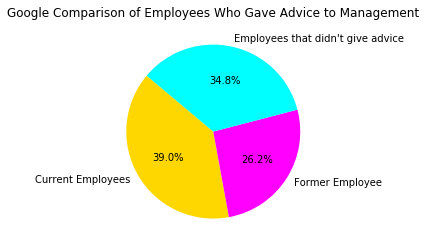 Google Comparison of Employees Who Gave Advice to Management
Employees that didn't give advice
34.8%
39.0%
26.2%
Current Employees
Former Employee